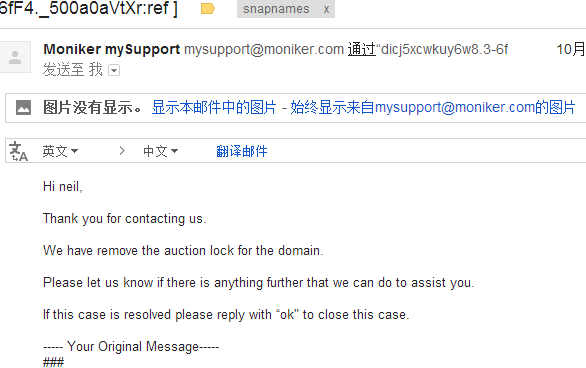 6fF4._500a0aVtXr:ref ] snapnames x
Moniker mySupport mysupport@moniker.com 通过“dicj5xcwkuy6w8.3-6f 10月
发送至 我
图片没有显示。 显示本邮件中的图片 - 始终显示来自mysupport@moniker.com的图片
英文 > 中文 翻译邮件
Hi neil,
Thank you for contacting us.
We have remove the auction lock for the domain.
Please let us know if there is anything further that we can do to assist you.
If this case is resolved please reply with “ok” to close this case.
----- Your Original Message-----
###